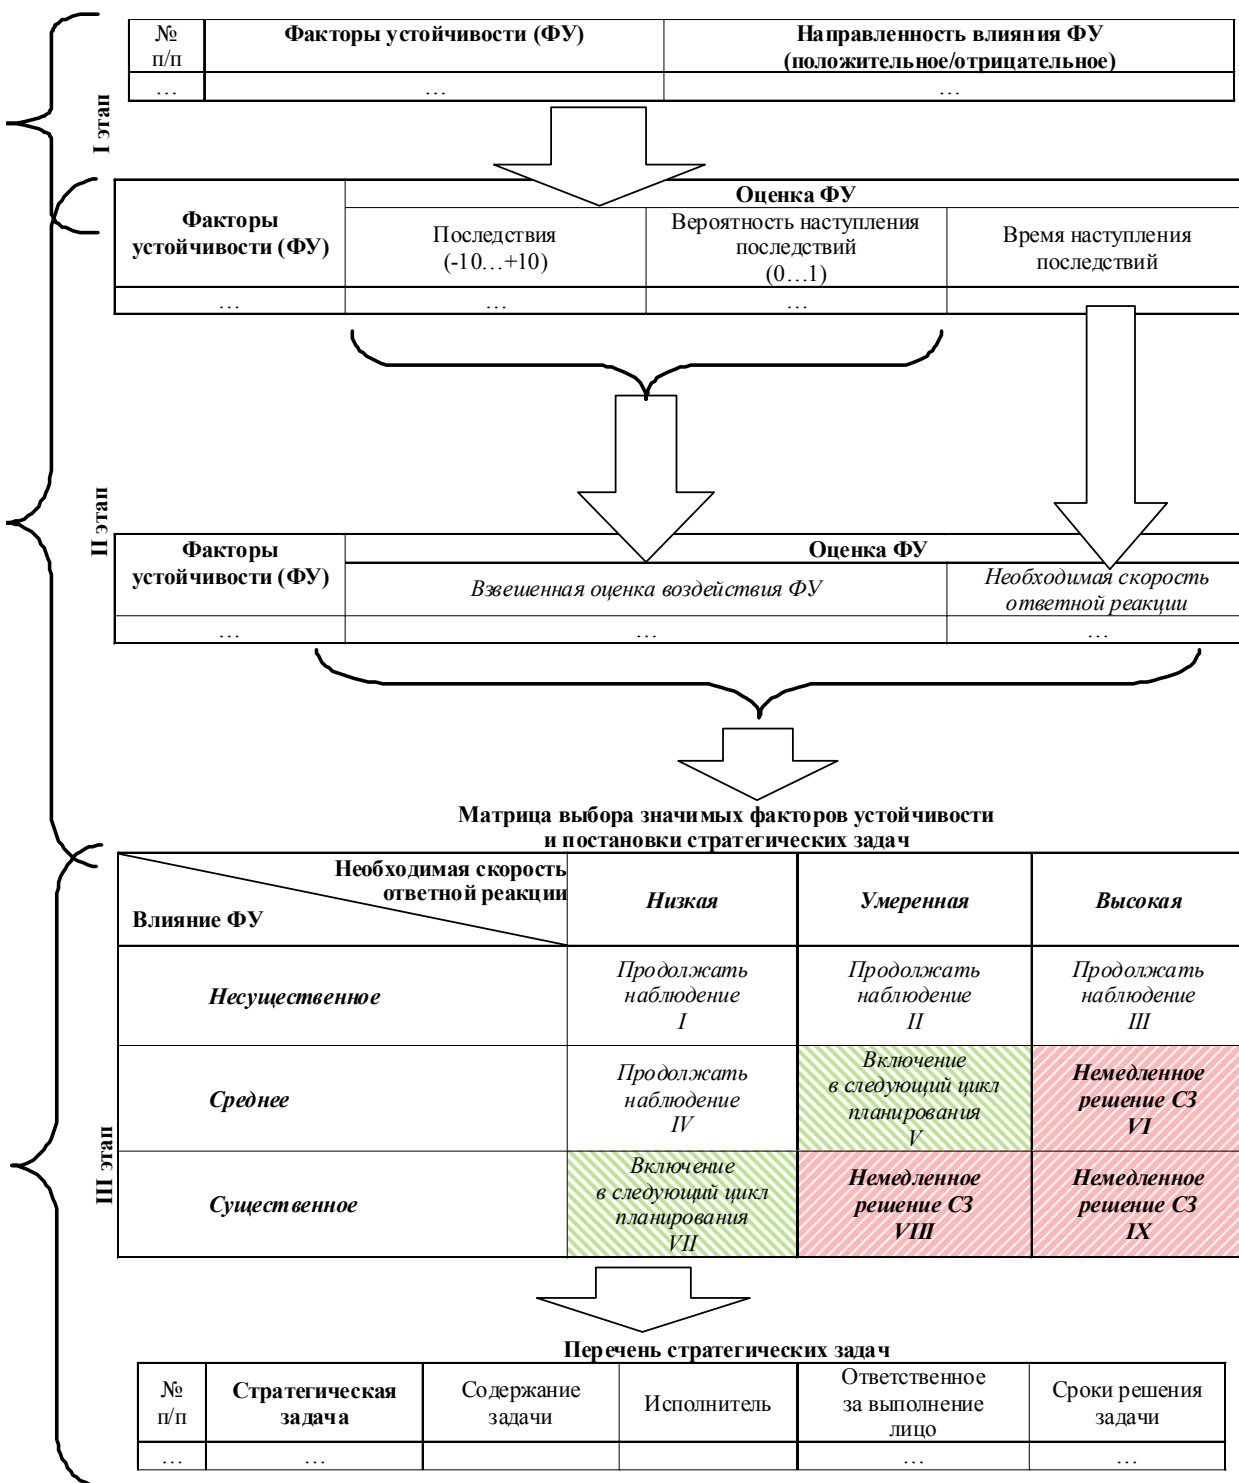 № п/п
Факторы устойчивости (ФУ)
Направленность влияния ФУ
(положительное/отрицательное)
…
…
…
I этап
Факторы
устойчивости (ФУ)
Оценка ФУ
Последствия
(-10…+10)
Вероятность наступления
последствий
(0…1)
Время наступления
последствий
…
…
…
II этап
Факторы
устойчивости (ФУ)
Оценка ФУ
Взвешенная оценка воздействия ФУ
Необходимая скорость
ответной реакции
…
…
…
Матрица выбора значимых факторов устойчивости
и постановки стратегических задач
Необходимая скорость
ответной реакции
Влияние ФУ
Низкая
Умеренная
Высокая
Несущественное
Продолжать
наблюдение
I
Продолжать
наблюдение
II
Продолжать
наблюдение
III
Среднее
Продолжать
наблюдение
IV
Включение
в следующий цикл
планирования
V
Немедленное
решение СЗ
VI
III этап
Существенное
Включение
в следующий цикл
планирования
VII
Немедленное
решение СЗ
VIII
Немедленное
решение СЗ
IX
Перечень стратегических задач
№
п/п
Стратегическая
задача
Содержание
задачи
Исполнитель
Ответственное
за выполнение
лицо
Сроки решения
задачи
…
…
…
…